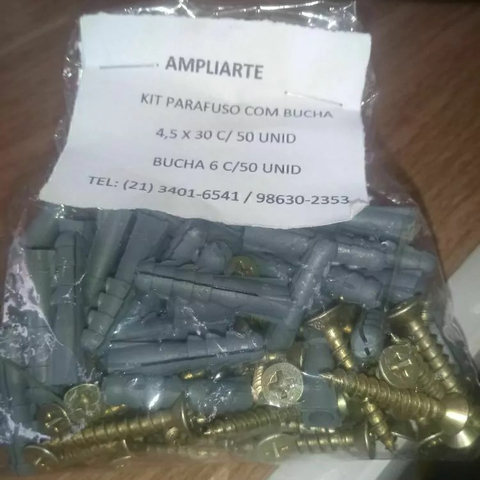 AMPLIARTE
KIT PARAFUSO COM BUCHA
4,5 X 30 C/ 50 UNID
BUCHA 6 C/50 UNID
TEL: (21) 3401-6541 / 98630-2353